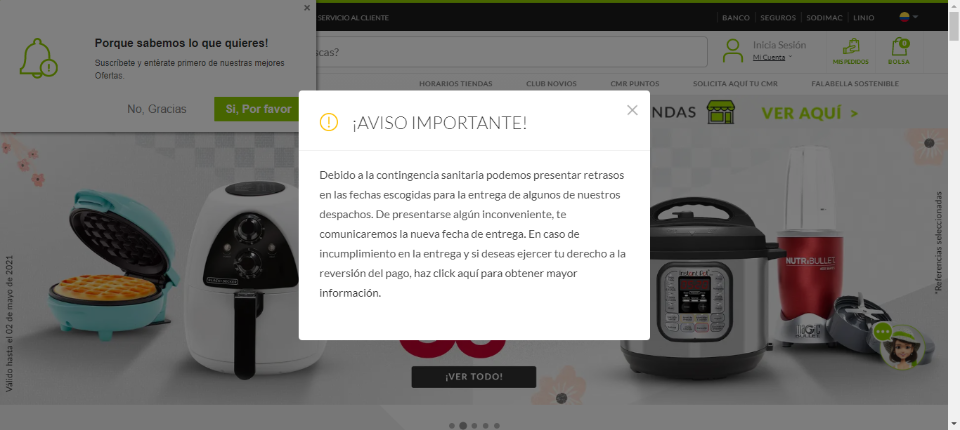 SERVICIO AL CLIENTE
BANCO
SEGUROS
SODIMAC
LINIO
Porque sabemos lo que quieres!
Suscríbete y entérate primero de nuestras mejores
Ofertas.
No, Gracias
Si, Por favor
cas?
Inicia Sesión
Mi Cuenta
MIS PEDIDOS
0
BOLSA
HORARIOS TIENDAS
CLUB NOVIOS
CMR PUNTOS
SOLICITA AQUÍ TU CMR
FALABELLA SOSTENIBLE
NDAS
VER AQUÍ >
¡AVISO IMPORTANTE!
Debido a la contingencia sanitaria podemos presentar retrasos
en las fechas escogidas para la entrega de algunos de nuestros
despachos. De presentarse algún inconveniente, te
comunicaremos la nueva fecha de entrega. En caso de
incumplimiento en la entrega y si deseas ejercer tu derecho a la
reversión del pago, haz click aquí para obtener mayor
información.
Válido hasta el 02 de mayo de 2021
*Referencias seleccionadas
Instant Pot
NUTRIBULLET
¡VER TODO!